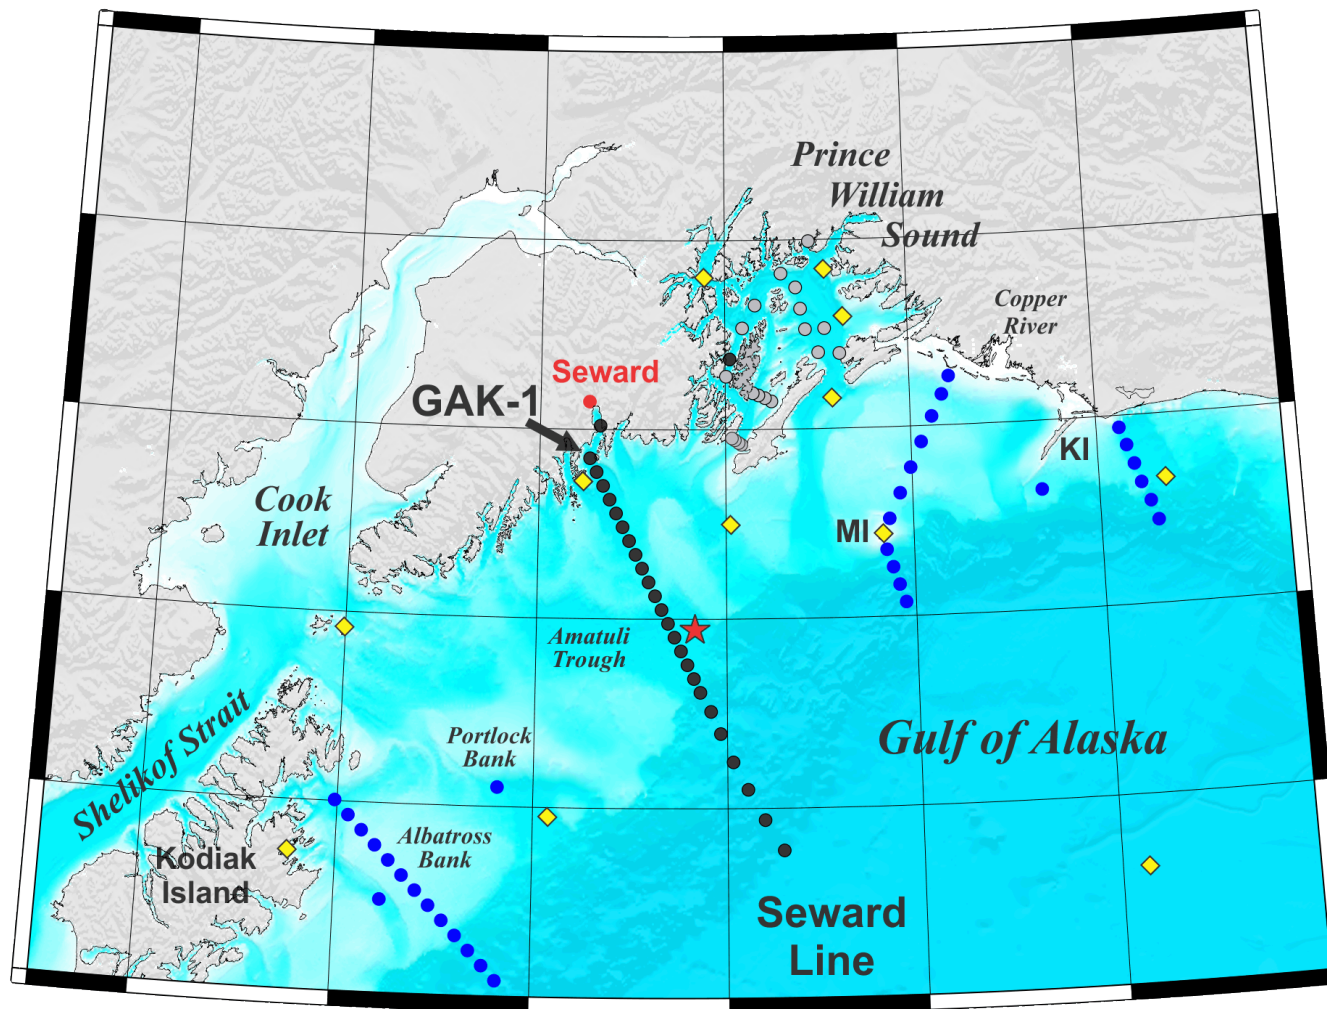 Prince
William
Sound
Copper
River
Seward
GAK-1
KI
Cook
Inlet
MI
Amatuli
Trough
Shelikof Strait
Portlock
Bank
Gulf of Alaska
Albatross
Bank
Kodiak
Island
Seward
Line